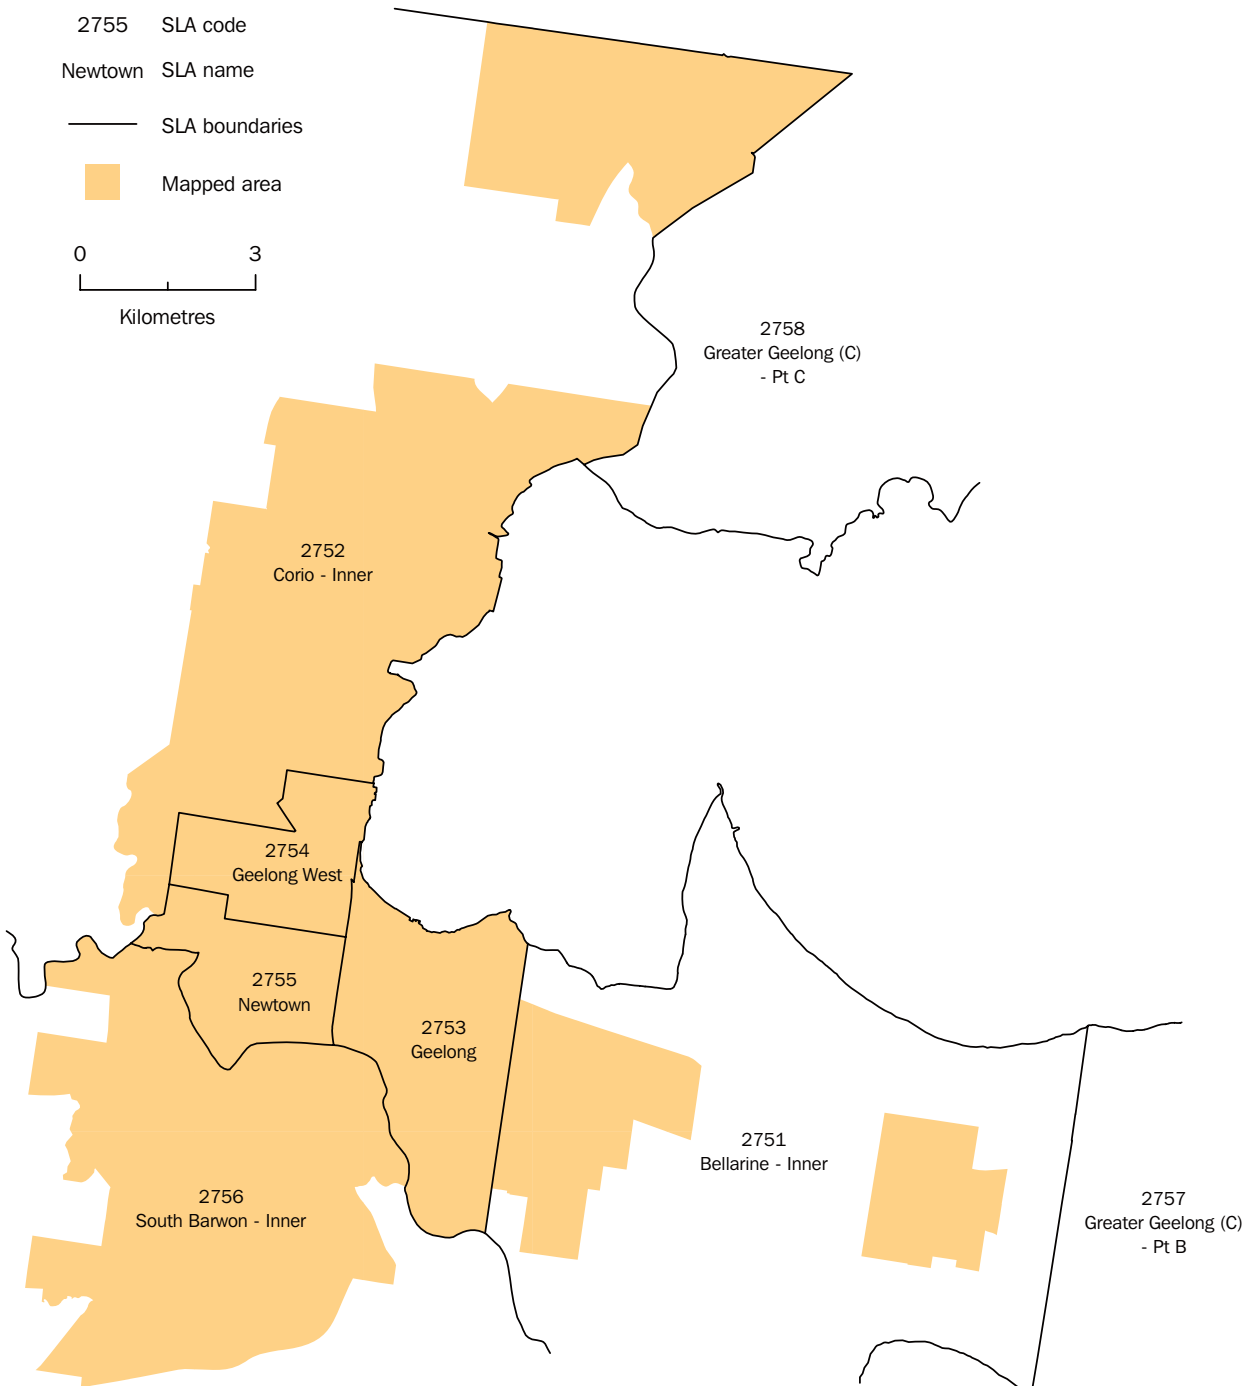 2755 SLA code
Newtown SLA name
SLA boundaries
Mapped area
0 3
Kilometres
2758
Greater Geelong (C)
- Pt C
2752
Corio - Inner
2754
Geelong West
2755
Newtown
2753
Geelong
2751
Bellarine - Inner
2756
South Barwon - Inner
2757
Greater Geelong (C)
- Pt B